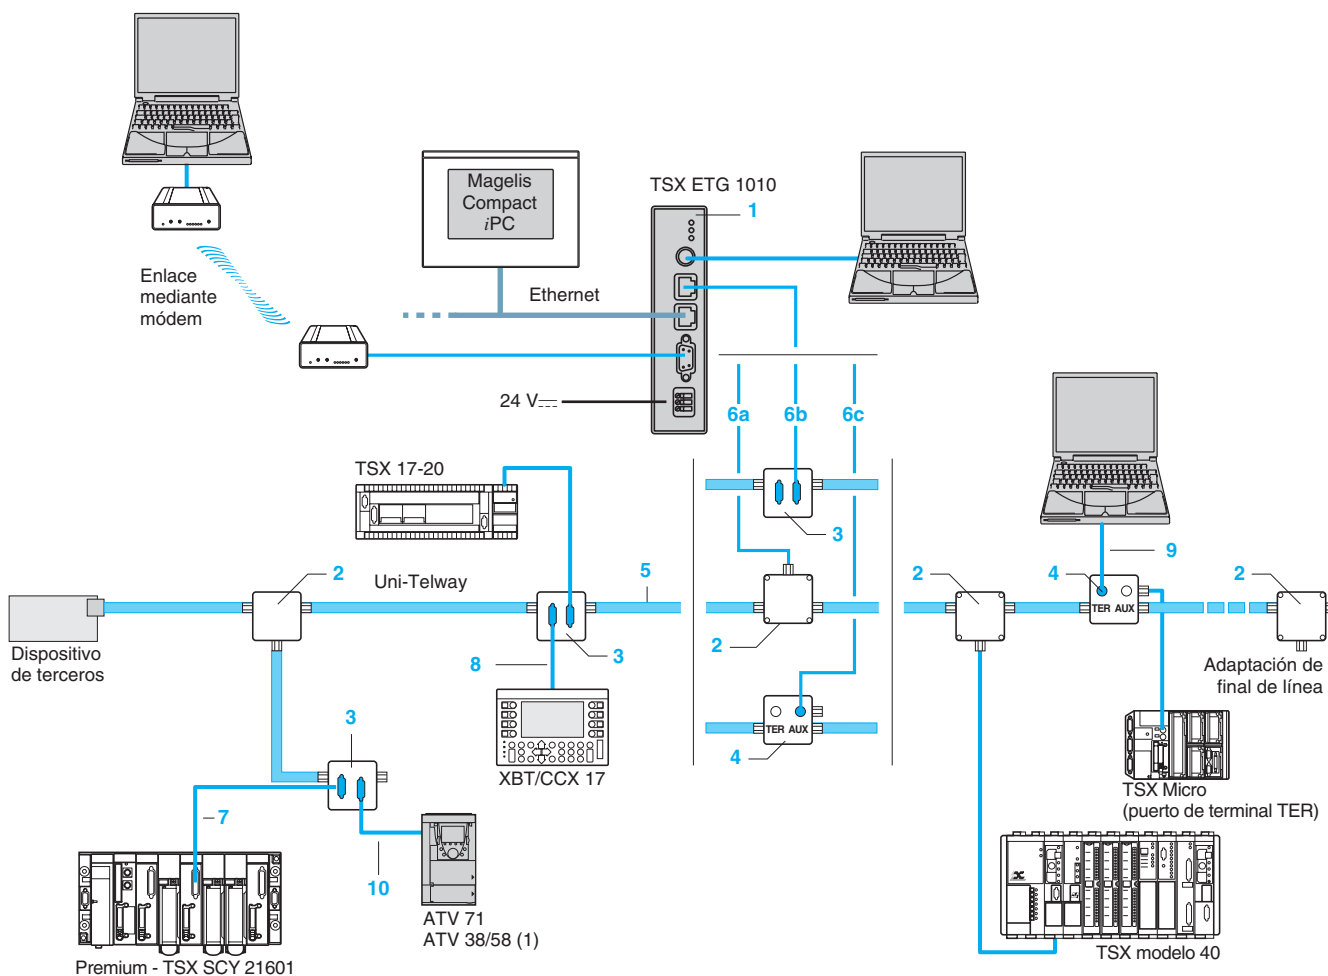 Magelis
Compact
iPC
TSX ETG 1010
1
Enlace
mediante
módem
Ethernet
24 V
6a
6b
6c
TSX 17-20
3
9
2
Uni-Telway
5
2
4
2
TER AUX
Dispositivo
de terceros
8
3
2
Adaptación de
final de línea
3
TER AUX
4
XBT/CCX 17
TSX Micro
(puerto de terminal TER)
7
10
ATV 71
ATV 38/58 (1)
TSX modelo 40
Premium - TSX SCY 21601